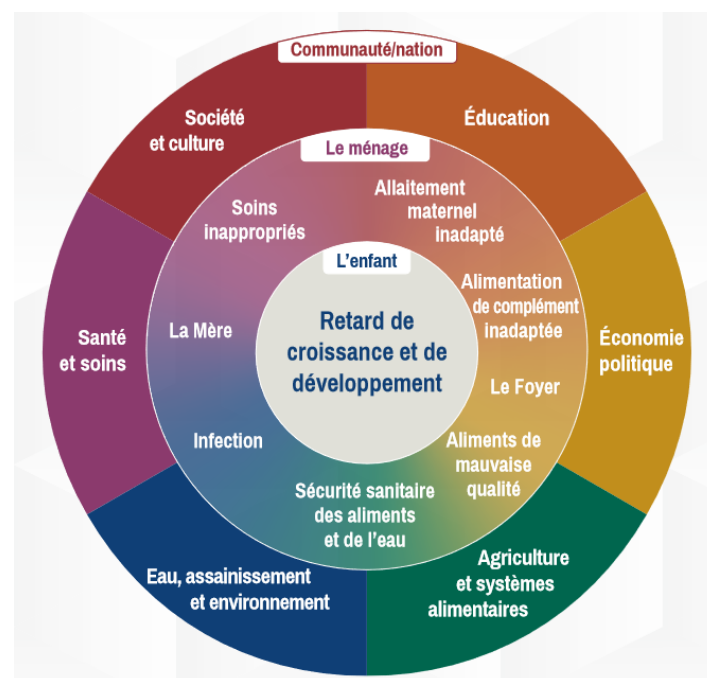 Communauté/nation
Société
et culture
Éducation
Le ménage
Soins
inappropriés
Allaitement
maternel
inadapté
L’enfant
Retard de
croissance et de
développement
Alimentation
de complément
inadaptée
Santé
et soins
La Mère
Économie
politique
Le Foyer
Infection
Aliments de
mauvaise
qualité
Sécurité sanitaire
des aliments
et de l’eau
Eau, assainissement
et environnement
Agriculture
et systèmes
alimentaires